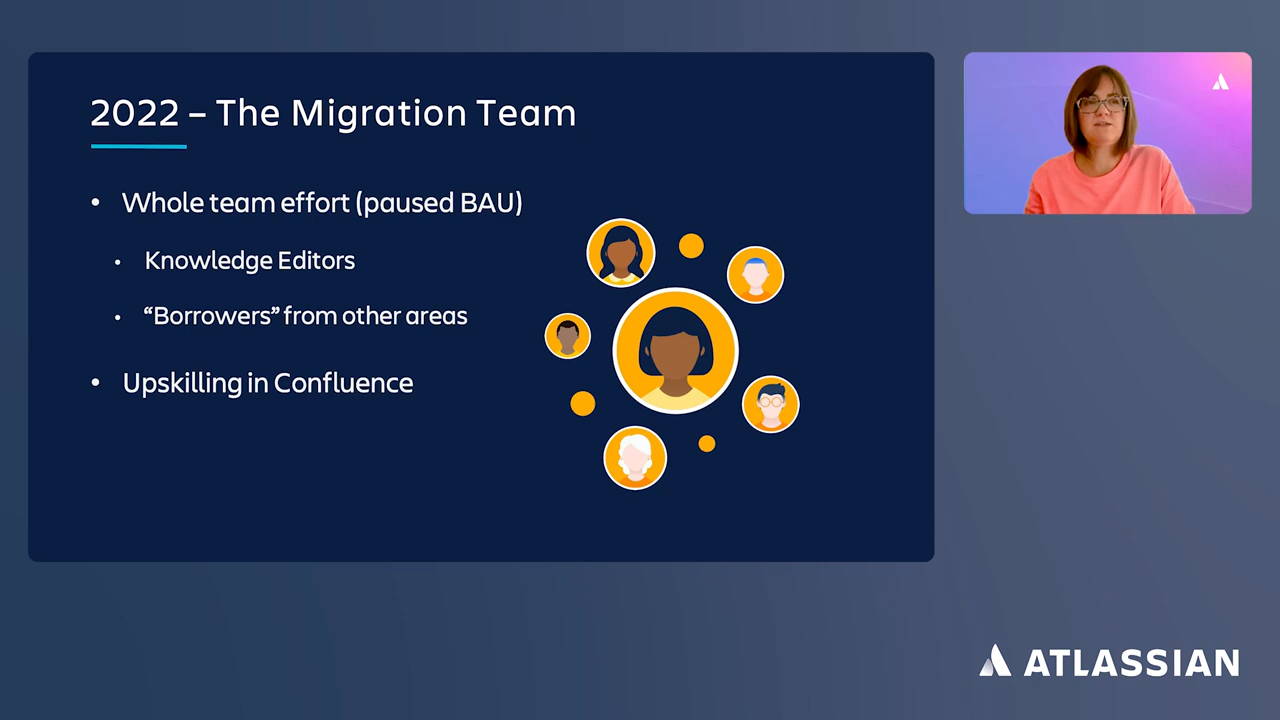 2022 – The Migration Team
• Whole team effort (paused BAU)
• Knowledge Editors
• “Borrowers” from other areas
• Upskilling in Confluence
ATLASSIAN